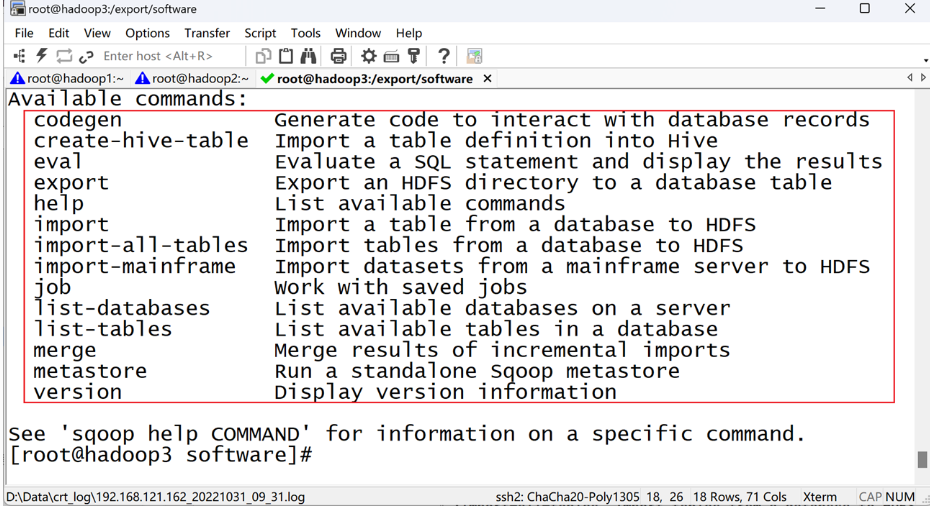 root@hadoop3:/export/software
File Edit View Options Transfer Script Tools Window Help
Enter host <Alt+R>
root@hadoop1:~ root@hadoop2:~ root@hadoop3:/export/software
Available commands:
codegen Generate code to interact with database records
create-hive-table Import a table definition into Hive
eval Evaluate a SQL statement and display the results
export Export an HDFS directory to a database table
help List available commands
import Import a table from a database to HDFS
import-all-tables Import tables from a database to HDFS
import-mainframe Import datasets from a mainframe server to HDFS
job Work with saved jobs
list-databases List available databases on a server
list-tables List available tables in a database
merge Merge results of incremental imports
metastore Run a standalone Sqoop metastore
version Display version information
See 'sqoop help COMMAND' for information on a specific command.
[root@hadoop3 software]#
D:\Data\crt_log\192.168.121.162_20221031_09_31.log ssh2: ChaCha20-Poly1305 18, 26 18 Rows, 71 Cols Xterm CAP NUM